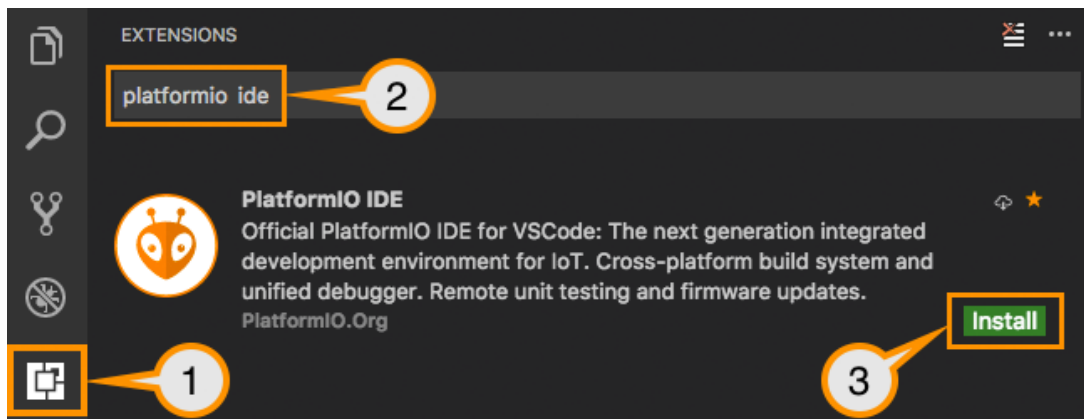 EXTENSIONS
platformio ide
2
PlatformIO IDE
Official PlatformIO IDE for VSCode: The next generation integrated
development environment for IoT. Cross-platform build system and
unified debugger. Remote unit testing and firmware updates.
PlatformIO.Org
Install
1
3